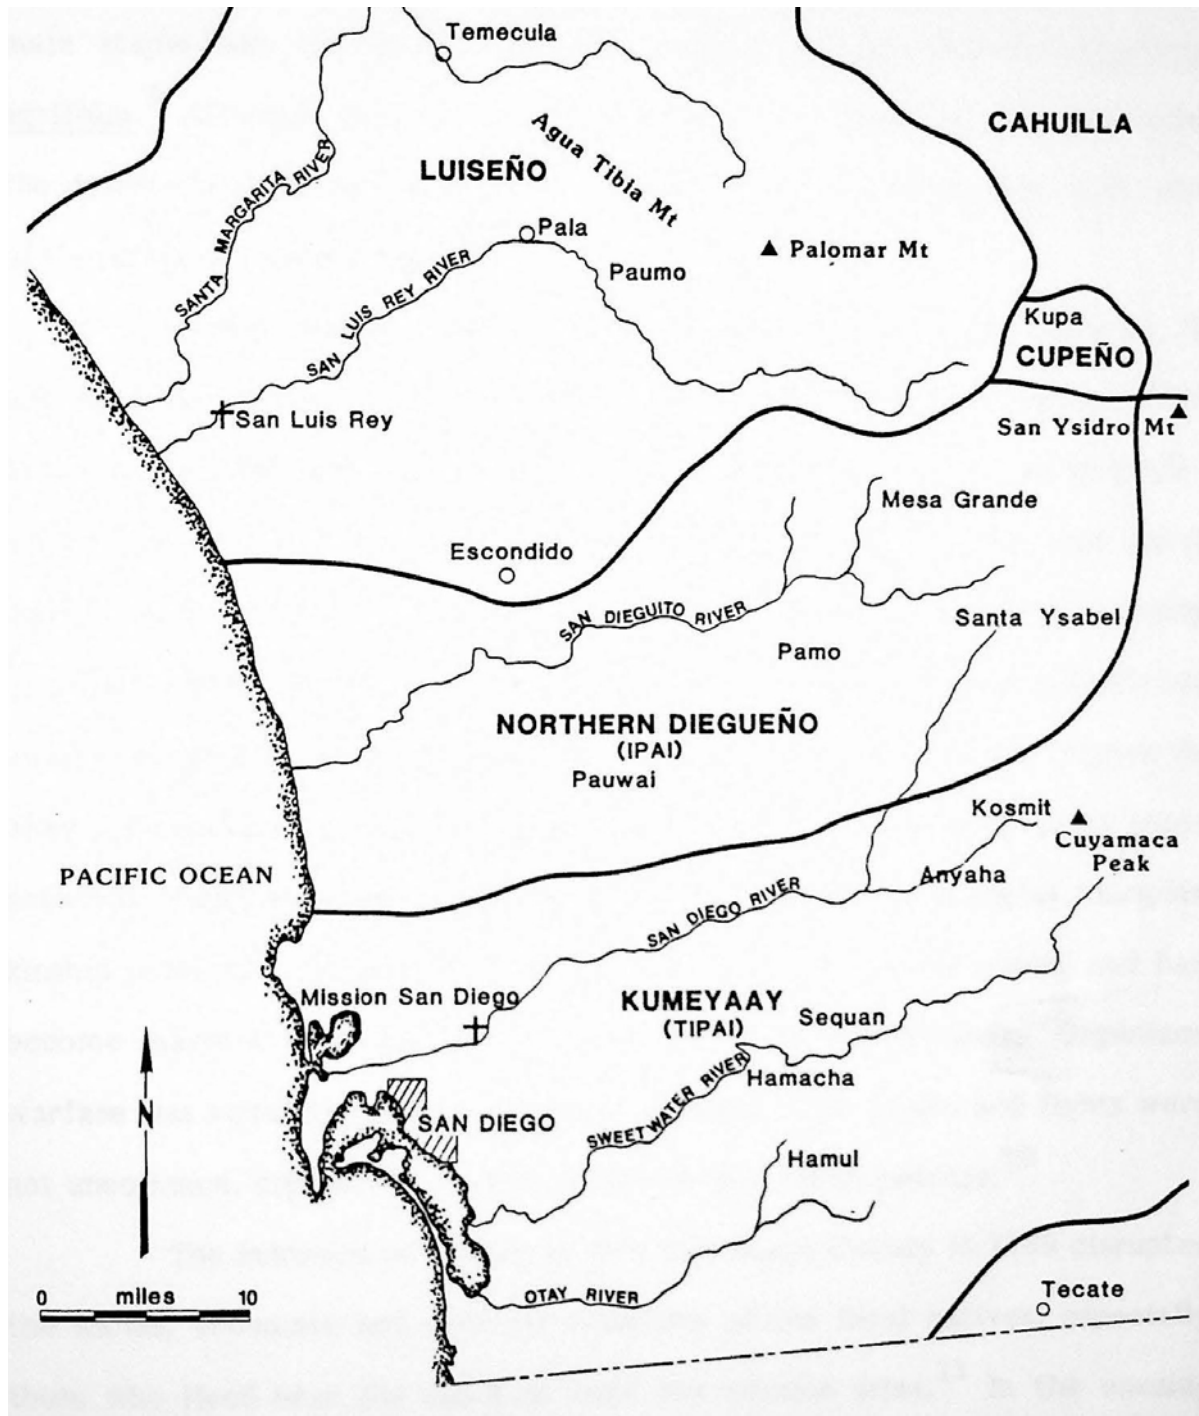 Temecula
CAHUILLA
LUISEÑO
Agua Tibia Mt
SANTA MARGARITA RIVER
Pala
Palomar Mt
Paumo
SAN LUIS REY RIVER
Kupa
CUPEÑO
San Luis Rey
San Ysidro Mt
Mesa Grande
Escondido
SAN DIEGUITO RIVER
Santa Ysabel
Pamo
NORTHERN DIEGUEÑO
(IPAI)
Pauwai
Kosmit
Cuyamaca
Peak
PACIFIC OCEAN
Anyaha
SAN DIEGO RIVER
Mission San Diego
KUMEYAAY
(TIPAI)
Sequan
Hamacha
SWEETWATER RIVER
N
SAN DIEGO
Hamul
0 miles 10
OTAY RIVER
Tecate